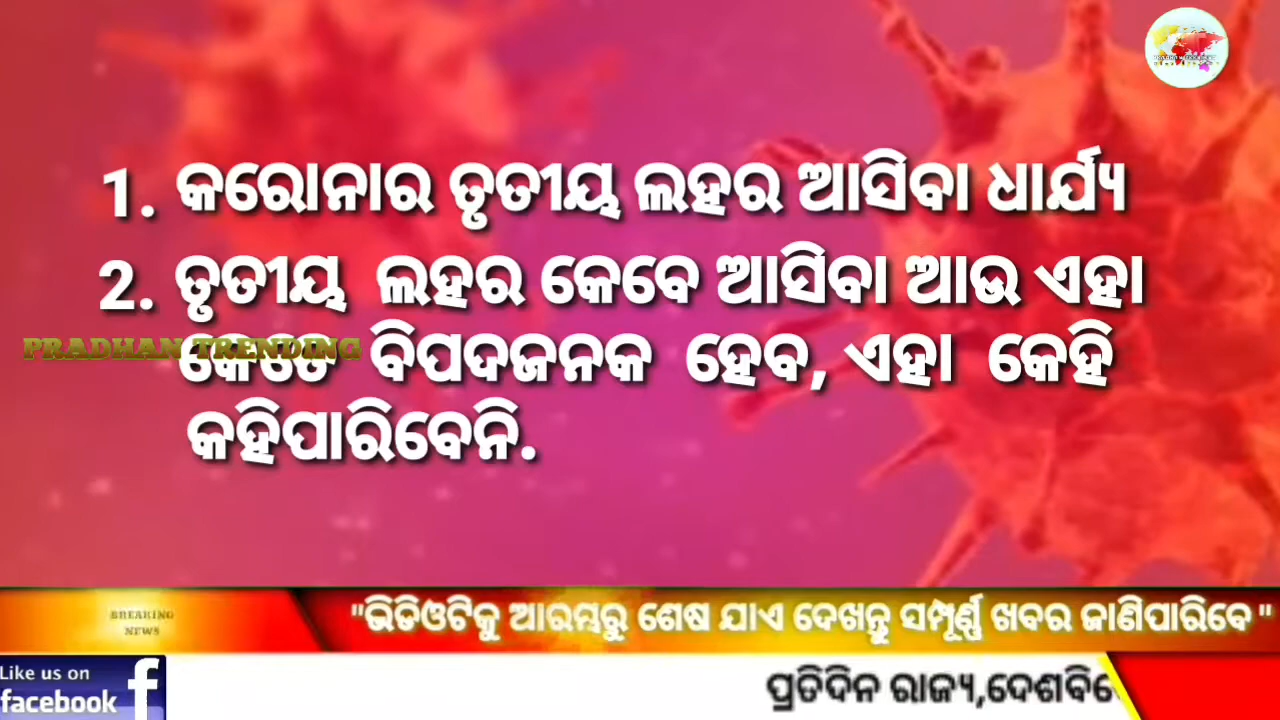 1. କରୋନାର ତୃତୀୟ ଲହର ଆସିବା ଧାର୍ଯ୍ୟ
2. ତୃତୀୟ ଲହର କେବେ ଆସିବା ଆଉ ଏହା
PRADHAN TRENDING
କେତେ ବିପଦଜନକ ହେବ, ଏହା କେହି
କହିପାରିବେନି.
BREAKING
NEWS
"ଭିଡିଓଟିକୁ ଆରମ୍ଭରୁ ଶେଷ ଯାଏ ଦେଖନ୍ତୁ ସମ୍ପୂର୍ଣ୍ଣ ଖବର ଜାଣିପାରିବେ"
Like us on
facebook
ପ୍ରତିଦିନ ରାଜ୍ୟ,